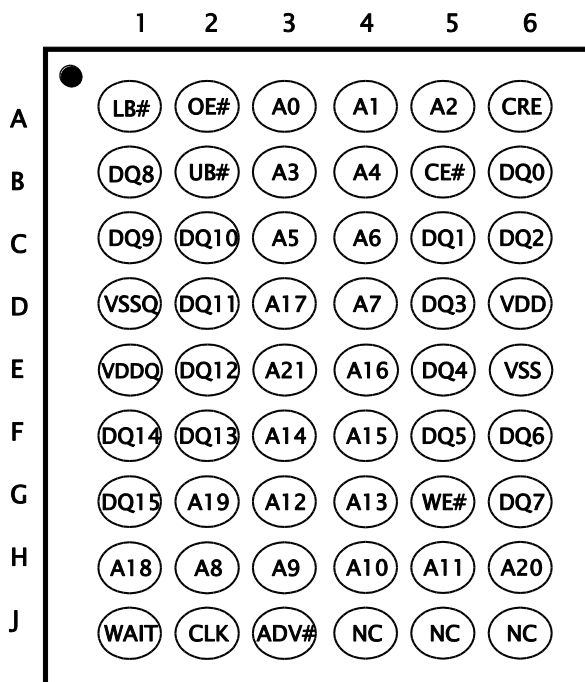 1 2 3 4 5 6
A LB# OE# A0 A1 A2 CRE
B DQ8 UB# A3 A4 CE# DQ0
C DQ9 DQ10 A5 A6 DQ1 DQ2
D VSSQ DQ11 A17 A7 DQ3 VDD
E VDDQ DQ12 A21 A16 DQ4 VSS
F DQ14 DQ13 A14 A15 DQ5 DQ6
G DQ15 A19 A12 A13 WE# DQ7
H A18 A8 A9 A10 A11 A20
J WAIT CLK ADV# NC NC NC